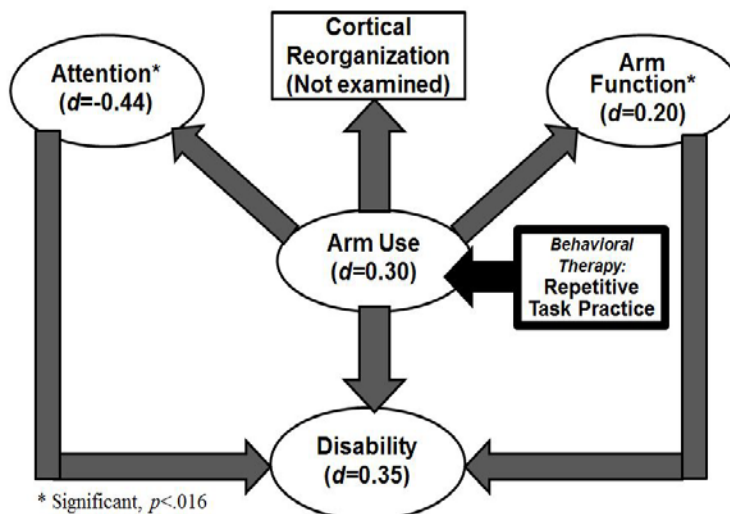 Cortical
Reorganization
(Not examined)
Attention*
(d=-0.44)
Arm
Function*
(d=0.20)
Arm Use
(d=0.30)
Behavioral
Therapy:
Repetitive
Task Practice
Disability
(d=0.35)
* Significant, p<.016